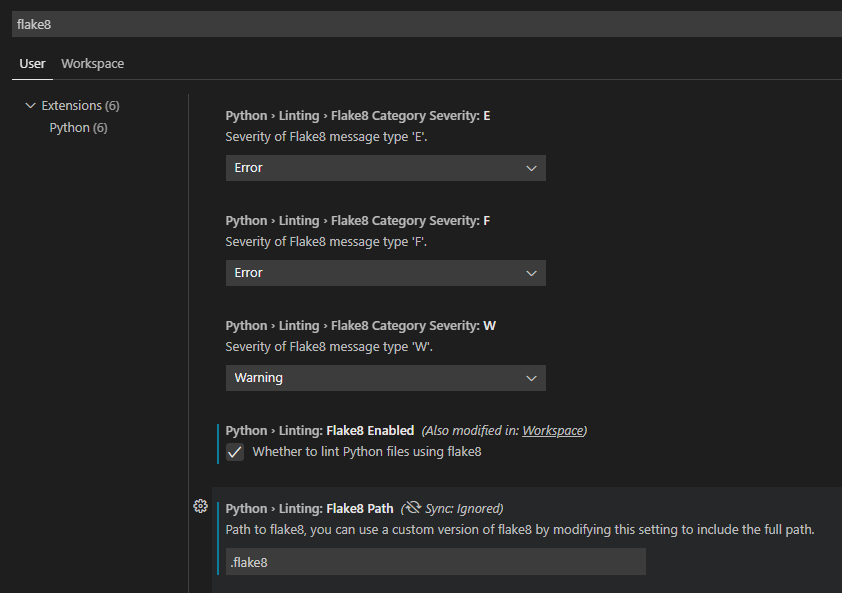 flake8
User Workspace
Extensions (6)
Python (6)
Python › Linting › Flake8 Category Severity: E
Severity of Flake8 message type 'E'.
Error
Python › Linting › Flake8 Category Severity: F
Severity of Flake8 message type 'F'.
Error
Python › Linting › Flake8 Category Severity: W
Severity of Flake8 message type 'W'.
Warning
Python › Linting: Flake8 Enabled (Also modified in: Workspace)
Whether to lint Python files using flake8
Python › Linting: Flake8 Path ( Sync: Ignored)
Path to flake8, you can use a custom version of flake8 by modifying this setting to include the full path.
.flake8